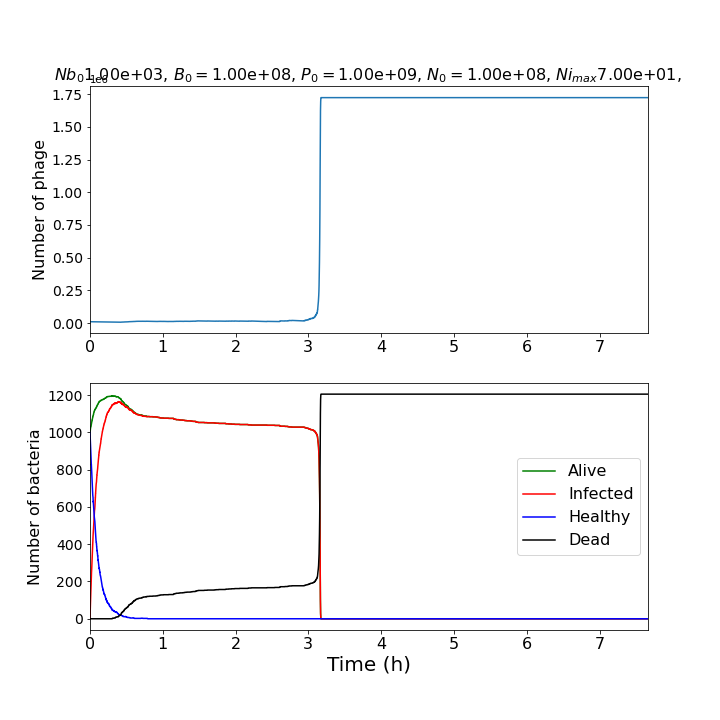 Nb₀1.00e+03, B₀ = 1.00e+08, P₀ = 1.00e+09, N₀ = 1.00e+08, Ni_max7.00e+01,
1.75
1.50
1.25
1.00
0.75
0.50
0.25
0.00
Number of phage
0 1 2 3 4 5 6 7
1200
1000
800
600
400
200
0
Number of bacteria
Alive
Infected
Healthy
Dead
0 1 2 3 4 5 6 7
Time (h)